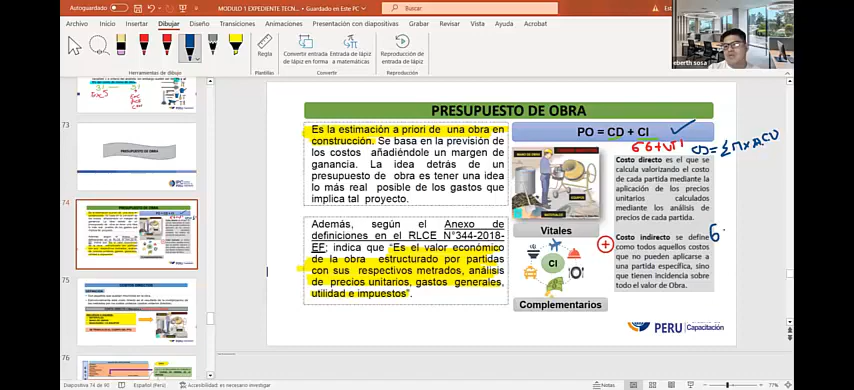 Autoguardado
MODULO 1 EXPEDIENTE TECN... • Guardado en Este PC
Buscar
eberth sosa
Archivo Inicio Insertar Dibujar Diseño Transiciones Animaciones Presentación con diapositivas Grabar Revisar Vista Ayuda Acrobat
Regla
Convertir entrada de lápiz en forma
Entrada de lápiz a matemáticas
Reproducción de entrada de lápiz
Herramientas de dibujo Plantillas Convertir Reproducción
73
PRESUPUESTO DE OBRA
74
75
76
PRESUPUESTO DE OBRA
Es la estimación a priori de una obra en
construcción. Se basa en la previsión de
los costos añadiéndole un margen de
ganancia. La idea detrás de un
presupuesto de obra es tener una idea
lo más real posible de los gastos que
implica tal proyecto.
Además, según el Anexo de
definiciones en el RLCE N°344-2018-
EF; indica que "Es el valor económico
de la obra estructurado por partidas
con sus respectivos metrados, análisis
de precios unitarios, gastos generales,
utilidad e impuestos".
PO = CD + CI
GG+UTI
Vitales
CI
Complementarios
Costo directo es el que se
calcula valorizando el costo
de cada partida mediante la
aplicación de los precios
unitarios calculados
mediante los análisis de
precios de cada partida.
Costo indirecto se define
como todos aquellos costos
que no pueden aplicarse a
una partida específica, sino
que tienen incidencia sobre
todo el valor de Obra.
PERÚ Capacitación
Diapositiva 74 de 90 Español (Perú) Accesibilidad: es necesario investigar
Notas
77%